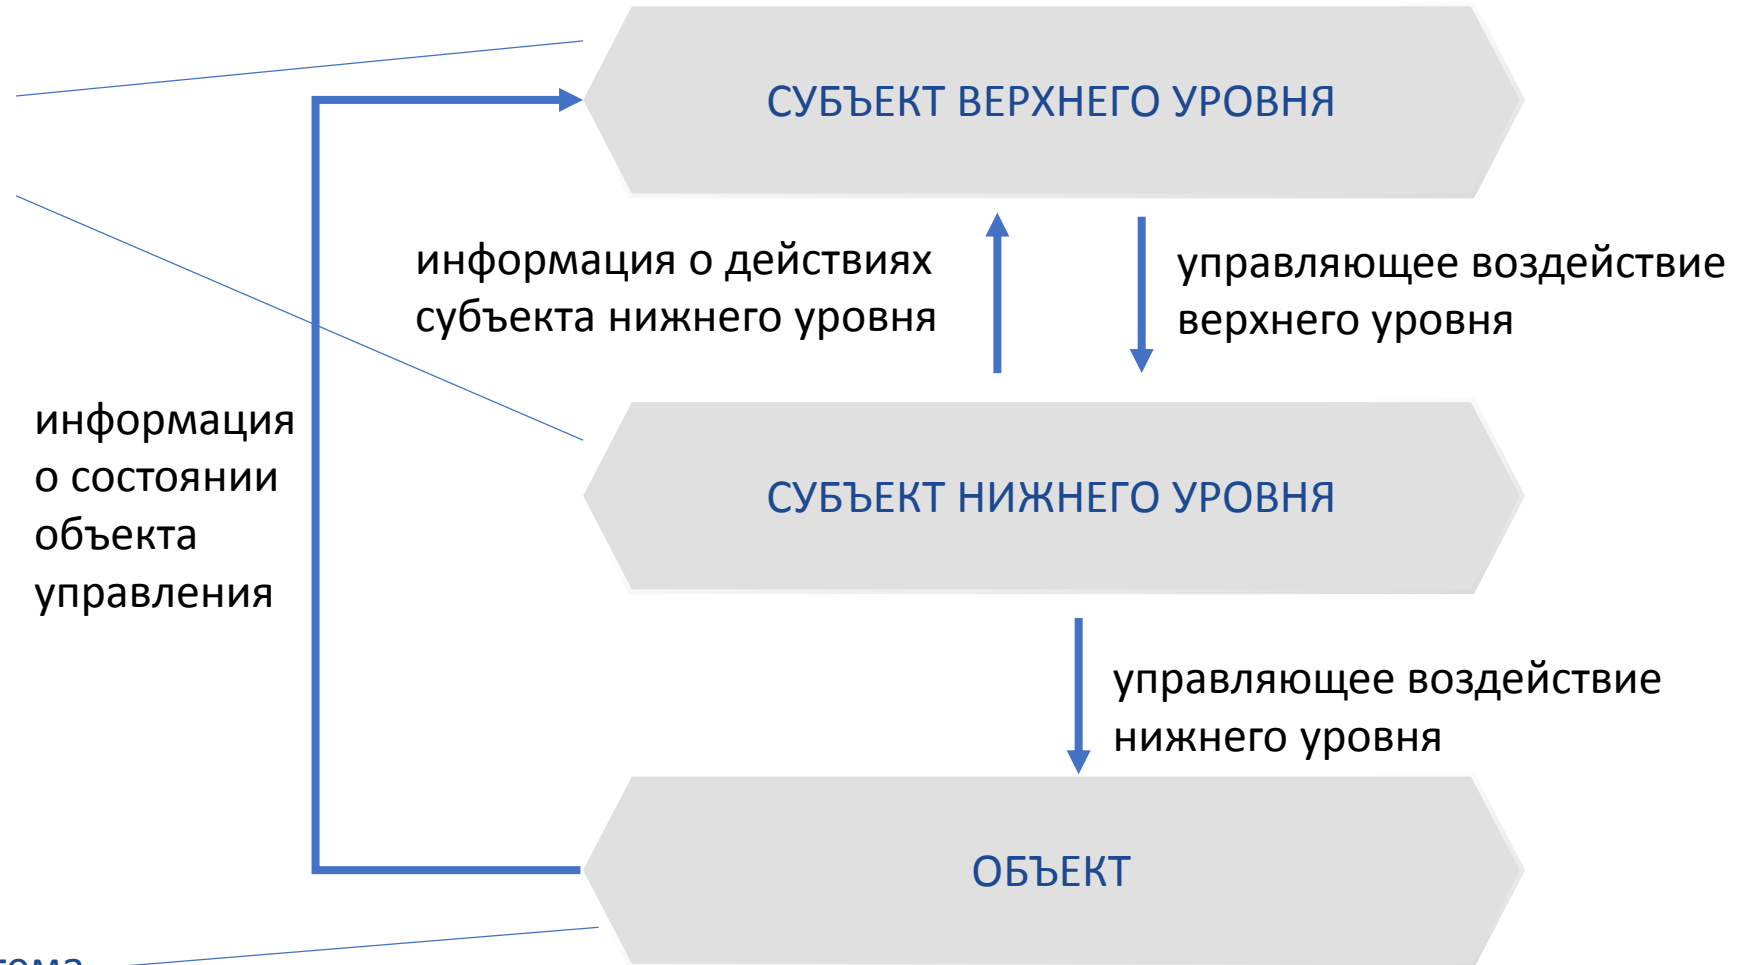 СУБЪЕКТ ВЕРХНЕГО УРОВНЯ
информация о действиях
субъекта нижнего уровня
управляющее воздействие
верхнего уровня
информация
о состоянии
объекта
управления
СУБЪЕКТ НИЖНЕГО УРОВНЯ
управляющее воздействие
нижнего уровня
ОБЪЕКТ